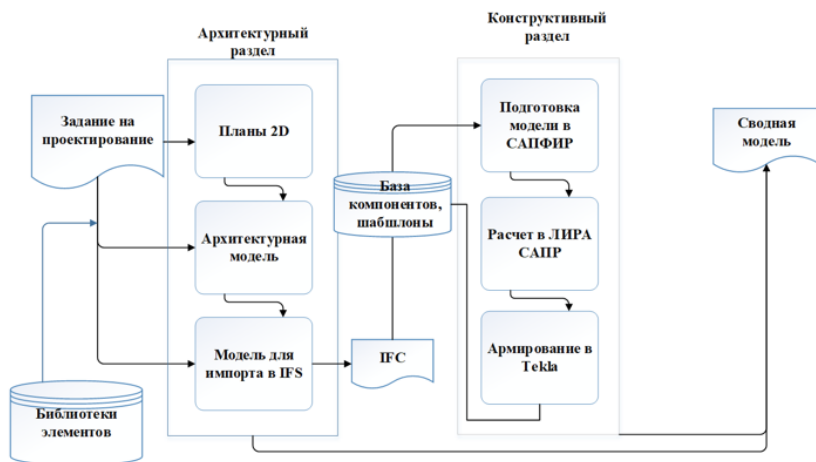 Архитектурный
раздел
Конструктивный
раздел
Задание на
проектирование
Планы 2D
Подготовка
модели в
САПФИР
Сводная
модель
База
компонентов,
шабшлоны
Архитектурная
модель
Расчет в ЛИРА
САПР
Модель для
импорта в IFS
IFC
Армирование в
Tekla
Библиотеки
элементов